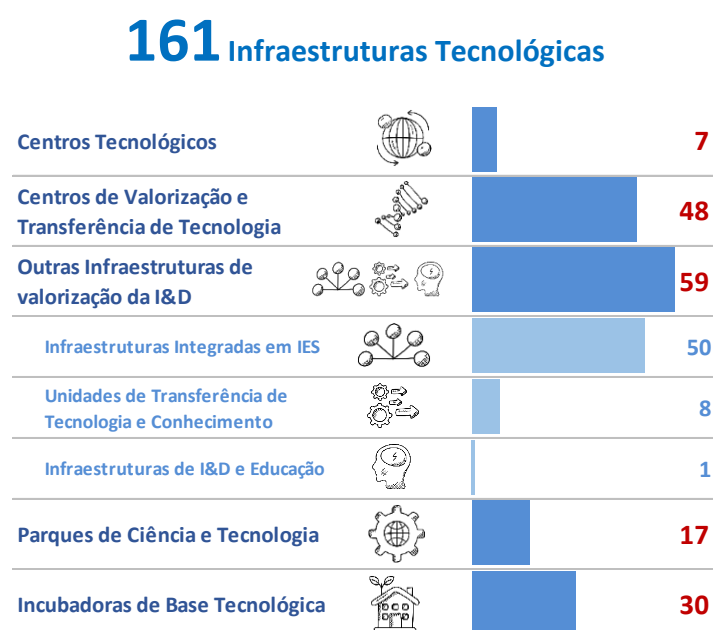 161 Infraestruturas Tecnológicas
Centros Tecnológicos 7
Centros de Valorização e
Transferência de Tecnologia 48
Outras Infraestruturas de
valorização da I&D 59
Infraestruturas Integradas em IES 50
Unidades de Transferência de
Tecnologia e Conhecimento 8
Infraestruturas de I&D e Educação 1
Parques de Ciência e Tecnologia 17
Incubadoras de Base Tecnológica 30